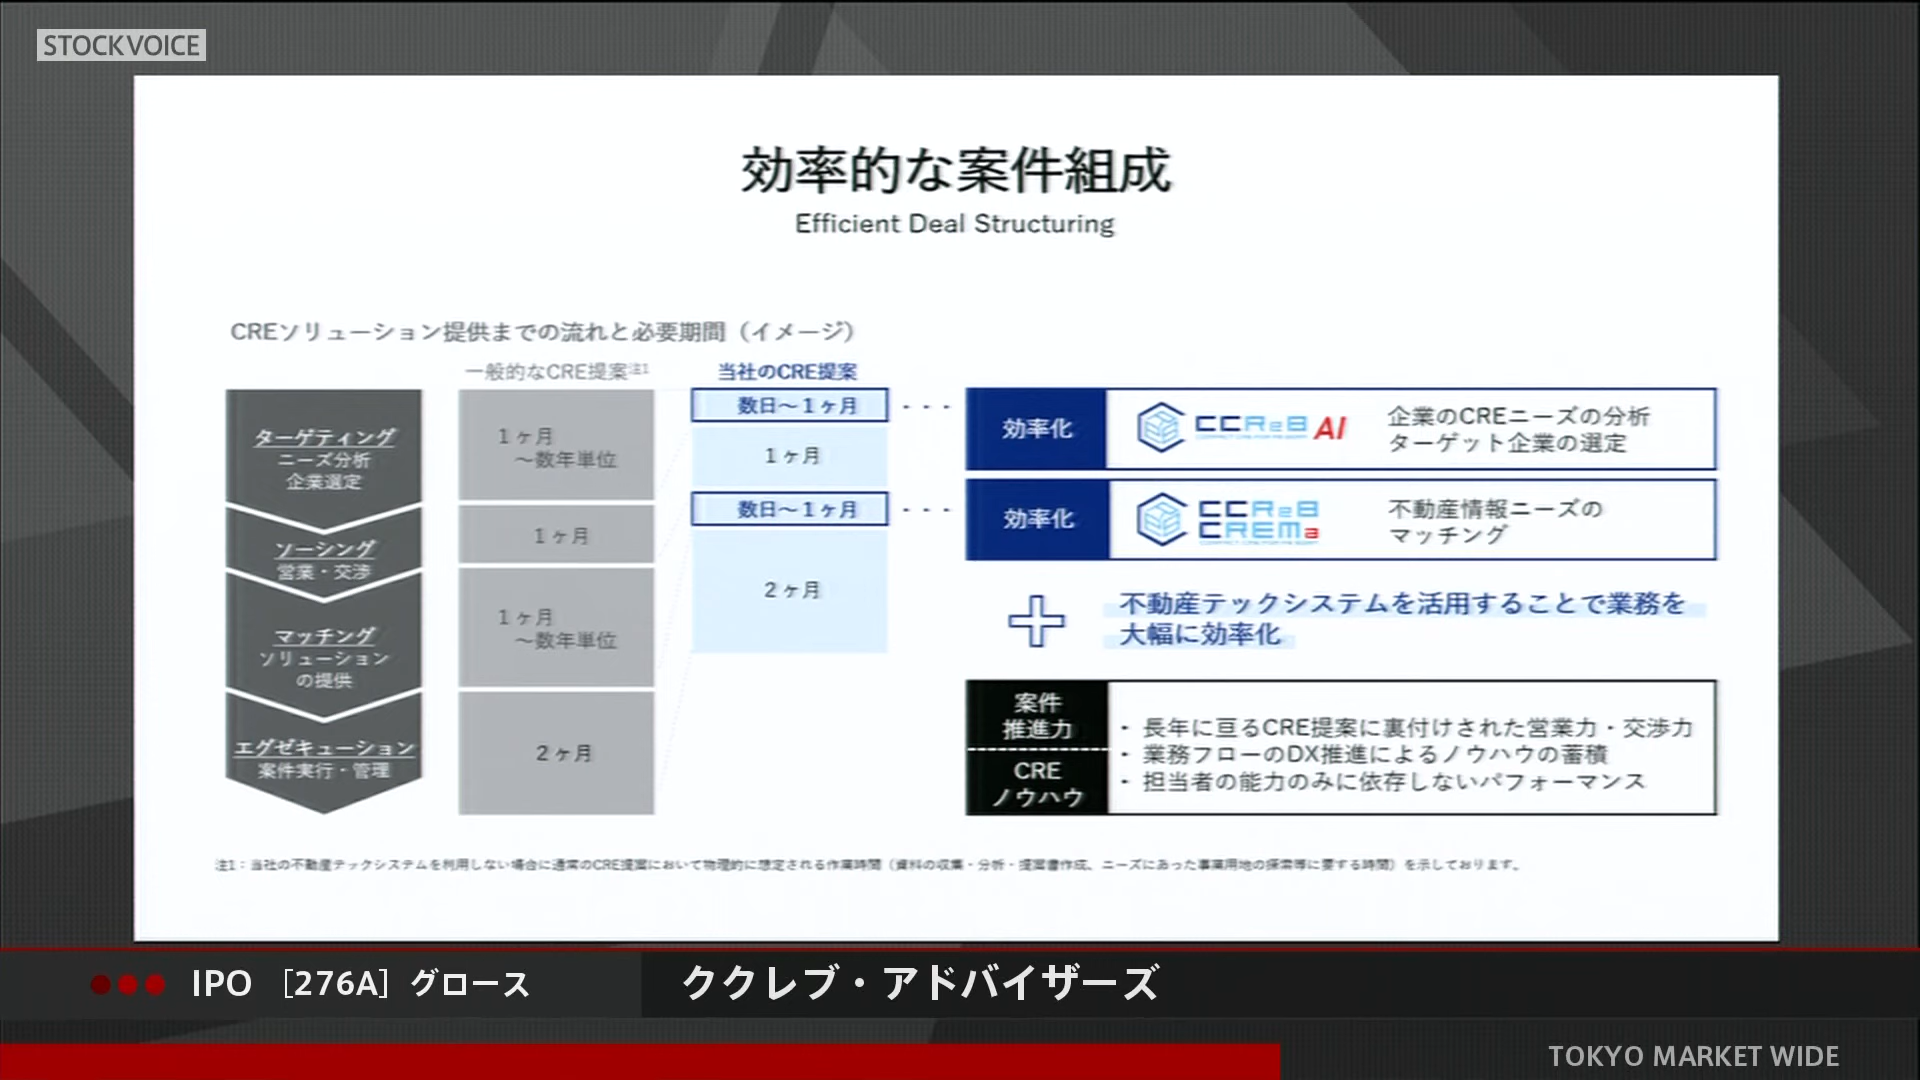 STOCKVOICE
効率的な案件組成
Efficient Deal Structuring
CREソリューション提供までの流れと必要期間（イメージ）
一般的なCRE提案注1
当社のCRE提案
ターゲティング
ニーズ分析
企業選定
ソーシング
営業・交渉
マッチング
ソリューション
の提供
エグゼキューション
案件実行・管理
1ヶ月
～数年単位
1ヶ月
1ヶ月
～数年単位
2ヶ月
数日～1ヶ月
1ヶ月
数日～1ヶ月
2ヶ月
効率化
CCReB AI
企業のCREニーズの分析
ターゲット企業の選定
効率化
CCReB
CREMa
不動産情報ニーズの
マッチング
不動産テックシステムを活用することで業務を
大幅に効率化
案件
推進力
CRE
ノウハウ
・ 長年に亘るCRE提案に裏付けされた営業力・交渉力
・ 業務フローのDX推進によるノウハウの蓄積
・ 担当者の能力のみに依存しないパフォーマンス
注1：当社の不動産テックシステムを利用しない場合に通常のCRE提案において物理的に想定される作業時間（資料の収集・分析・提案書作成、ニーズにあった事業用地の探索等に要する時間）を示しております。
IPO ［276A］グロース
ククレブ・アドバイザーズ
TOKYO MARKET WIDE